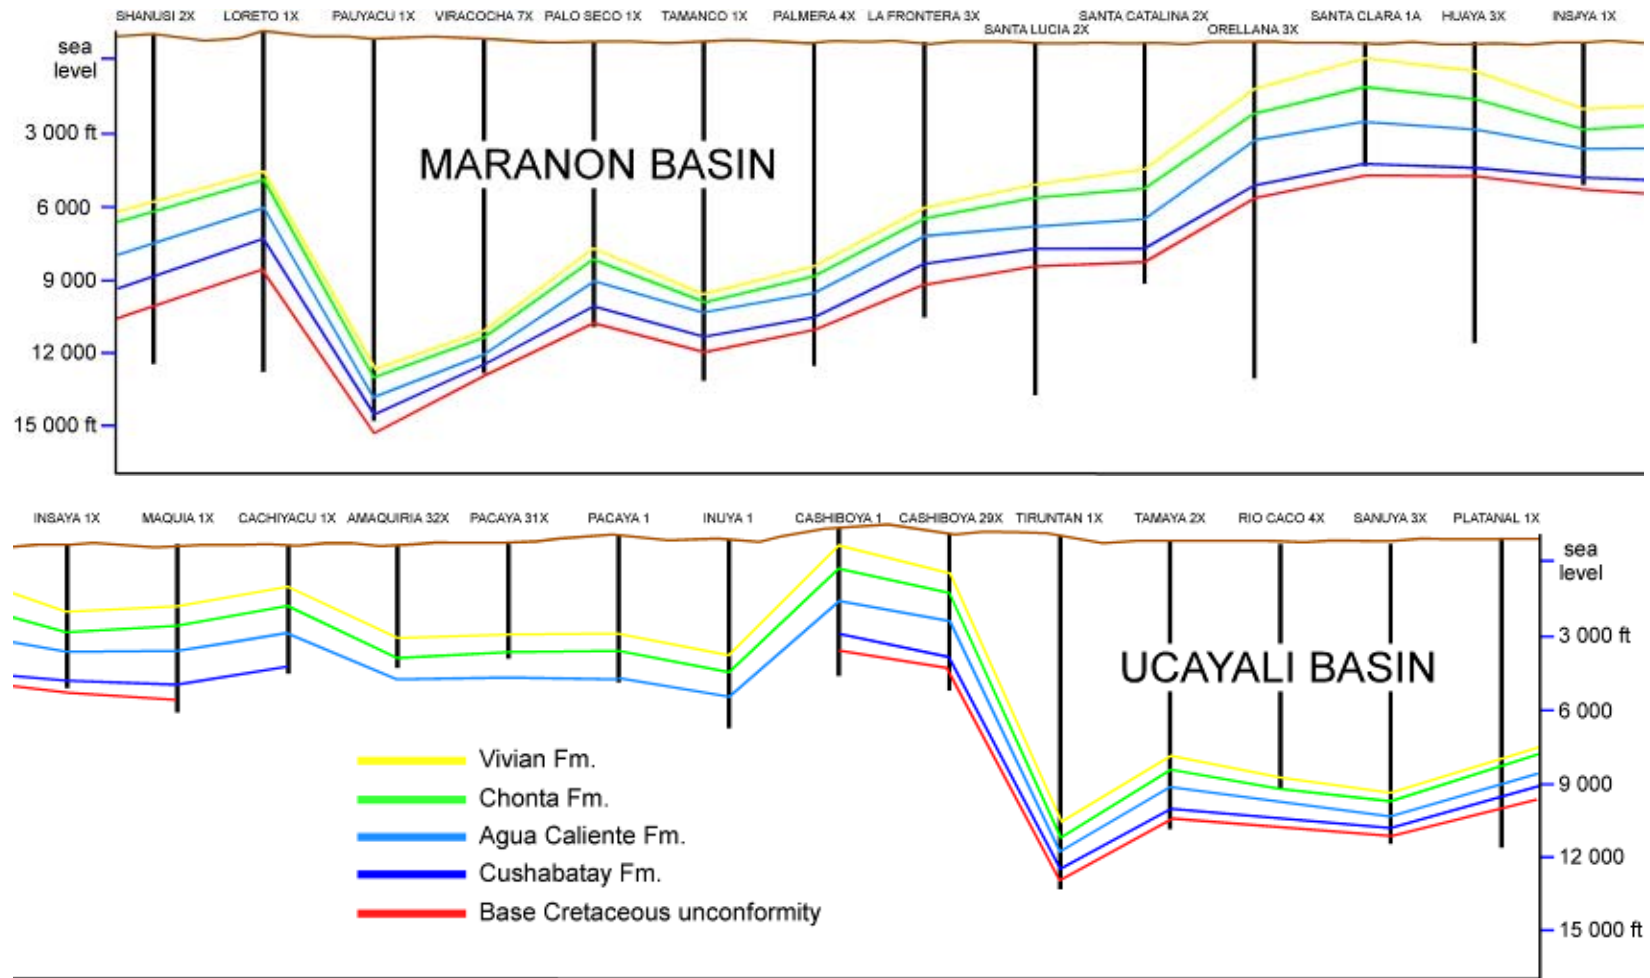 SHANUSI 2X LORETO 1X PAUYACU 1X VIRACOCHA 7X PALO SECO 1X TAMANCO 1X PALMERA 4X LA FRONTERA 3X SANTA CATALINA 2X SANTA CLARA 1A HUAYA 3X INSAYA 1X
SANTA LUCIA 2X ORELLANA 3X
sea
level
3 000 ft
MARANON BASIN
6 000
9 000
12 000
15 000 ft
INSAYA 1X MAQUIA 1X CACHIYACU 1X AMAQUIRIA 32X PACAYA 31X PACAYA 1 INUYA 1 CASHIBOYA 1 CASHIBOYA 29X TIRUNTAN 1X TAMAYA 2X RIO CACO 4X SANUYA 3X PLATANAL 1X
sea
level
3 000 ft
UCAYALI BASIN
6 000
9 000
12 000
15 000 ft
Vivian Fm.
Chonta Fm.
Agua Caliente Fm.
Cushabatay Fm.
Base Cretaceous unconformity